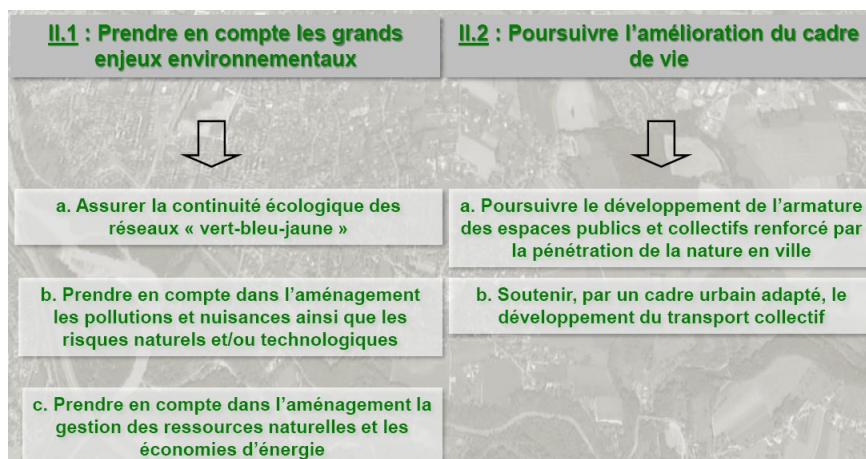 II.1 : Prendre en compte les grands
enjeux environnementaux
a. Assurer la continuité écologique des
réseaux « vert-bleu-jaune »
b. Prendre en compte dans l’aménagement
les pollutions et nuisances ainsi que les
risques naturels et/ou technologiques
c. Prendre en compte dans l’aménagement la
gestion des ressources naturelles et les
économies d’énergie
II.2 : Poursuivre l’amélioration du cadre
de vie
a. Poursuivre le développement de l’armature
des espaces publics et collectifs renforcé par
la pénétration de la nature en ville
b. Soutenir, par un cadre urbain adapté, le
développement du transport collectif